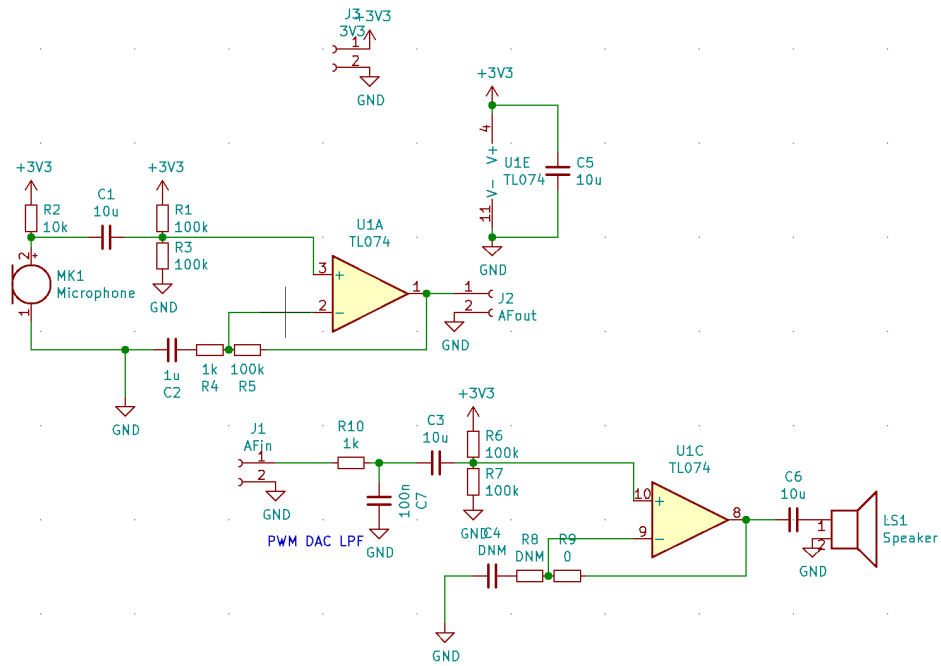 J3
+3V3
3V3
1
2
GND
+3V3
4
V+
U1E
TL074
C5
10u
V-
11
GND
+3V3
+3V3
C1
10u
R2
10k
R1
100k
R3
100k
2
+
MK1
Microphone
1
GND
U1A
TL074
3
+
2
−
1
1
2
J2
AFout
GND
1u
C2
1k
R4
100k
R5
GND
+3V3
J1
AFin
1
2
GND
R10
1k
C3
10u
R6
100k
R7
100k
100n
C7
PWM DAC LPF
GND
GND
C4
DNM
R8
DNM
R9
0
U1C
TL074
10
+
9
−
8
C6
10u
1
2
LS1
Speaker
GND
GND